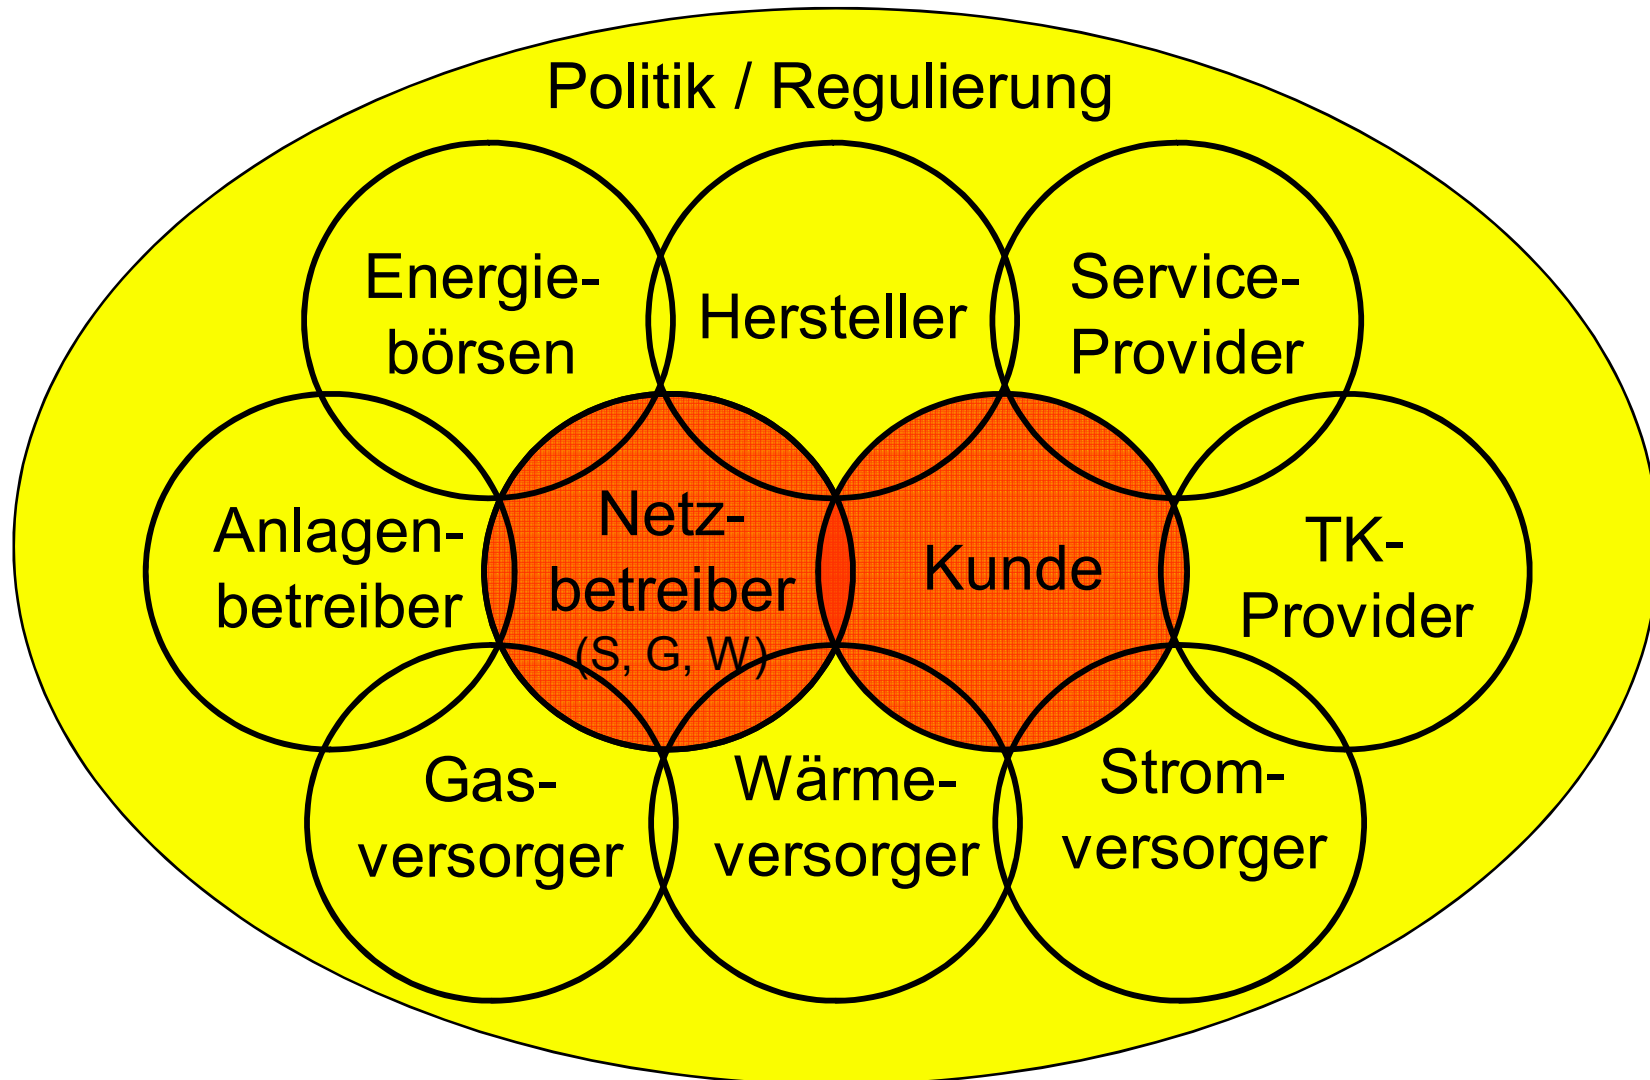 Politik / Regulierung
Energie-
börsen
Hersteller
Service-
Provider
Anlagen-
betreiber
Netz-
betreiber
(S, G, W)
Kunde
TK-
Provider
Gas-
versorger
Wärme-
versorger
Strom-
versorger